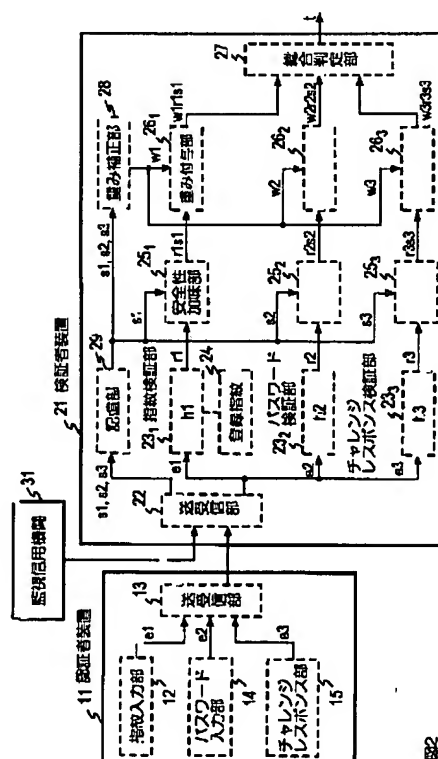 21 検証者装置
31
監視信用機関
11 認証者装置
指紋入力部
12
e1
パスワード
入力部
14
e2
チャレンジ
レスポンス部
15
e3
13
送受信部
22
送受信部
s1, s2, s3
29
記憶部
s1, s2, s3
28
重み補正部
23₁ 指紋検証部
e1
h1
r1
24
登録指紋
パスワード
23₂ 検証部
e2
h2
r2
チャレンジ
レスポンス検証部
23₃
e3
h3
r3
25₁
安全性
加味部
r1s1
s2
25₂
r2s2
s3
25₃
r3s3
w1
26₁
重み付与部
w1r1s1
w2
26₂
w2r2s2
w3
26₃
w3r3s3
27
総合判定部
t
図2